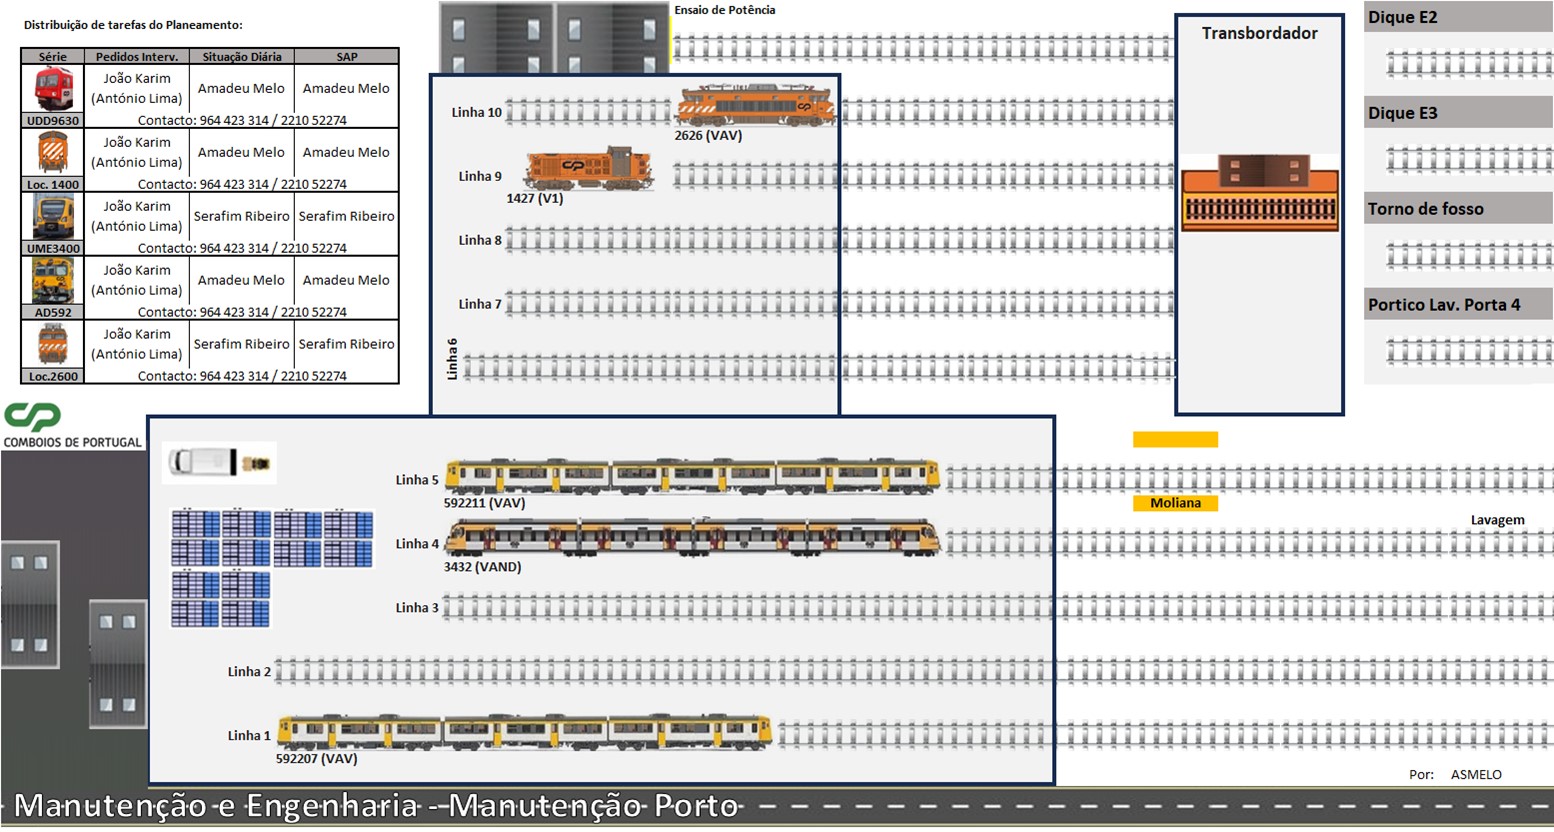 Distribuição de tarefas do Planeamento:
Série Pedidos Interv. Situação Diária SAP
João Karim
(António Lima) Amadeu Melo Amadeu Melo
UDD9630 Contacto: 964 423 314 / 2210 52274
João Karim
(António Lima) Amadeu Melo Amadeu Melo
Loc. 1400 Contacto: 964 423 314 / 2210 52274
João Karim
(António Lima) Serafim Ribeiro Serafim Ribeiro
UME3400 Contacto: 964 423 314 / 2210 52274
João Karim
(António Lima) Amadeu Melo Amadeu Melo
AD592 Contacto: 964 423 314 / 2210 52274
João Karim
(António Lima) Serafim Ribeiro Serafim Ribeiro
Loc.2600 Contacto: 964 423 314 / 2210 52274
CP
COMBOIOS DE PORTUGAL
Ensaio de Potência
Linha 10
2626 (VAV)
Linha 9
CP
1427 (V1)
Linha 8
Linha 7
Linha 6
Transbordador
Dique E2
Dique E3
Torno de fosso
Portico Lav. Porta 4
Linha 5
592211 (VAV)
Moliana
Linha 4
3432 (VAND)
Lavagem
Linha 3
Linha 2
Linha 1
592207 (VAV)
Por: ASMELO
Manutenção e Engenharia - Manutenção Porto